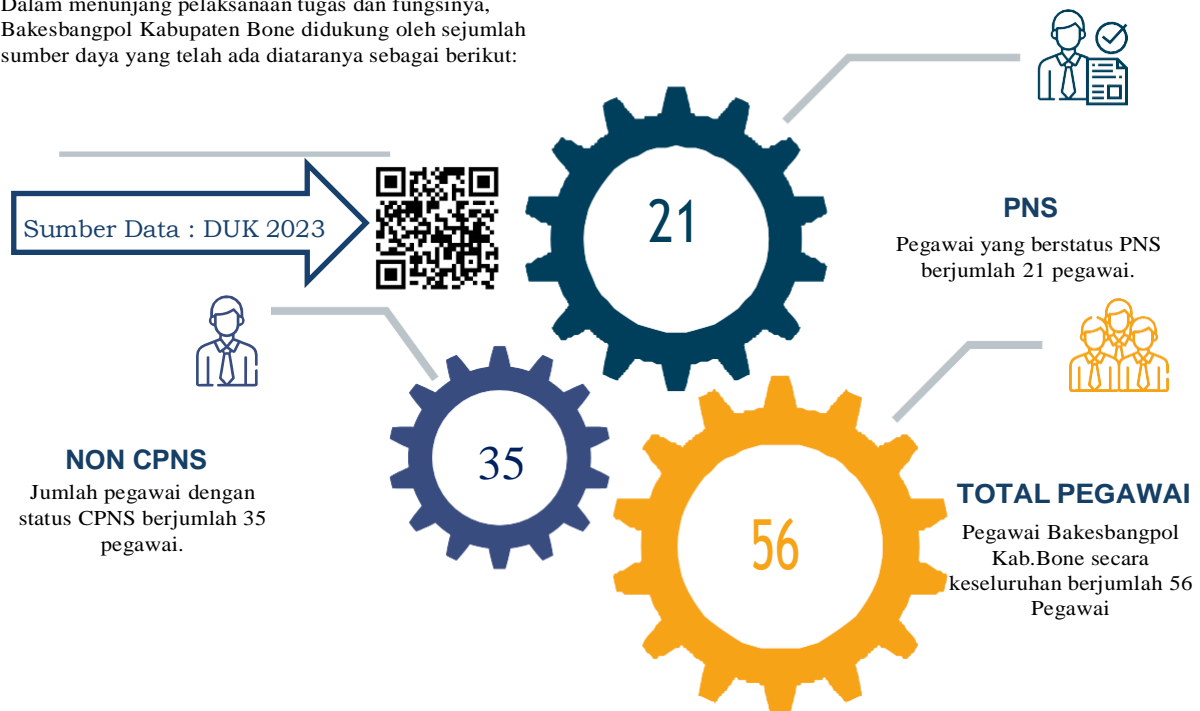 Dalam menunjang pelaksanaan tugas dan fungsinya,
Bakesbangpol Kabupaten Bone didukung oleh sejumlah
sumber daya yang telah ada diataranya sebagai berikut:
Sumber Data : DUK 2023
21
PNS
Pegawai yang berstatus PNS
berjumlah 21 pegawai.
35
NON CPNS
Jumlah pegawai dengan
status CPNS berjumlah 35
pegawai.
56
TOTAL PEGAWAI
Pegawai Bakesbangpol
Kab.Bone secara
keseluruhan berjumlah 56
Pegawai